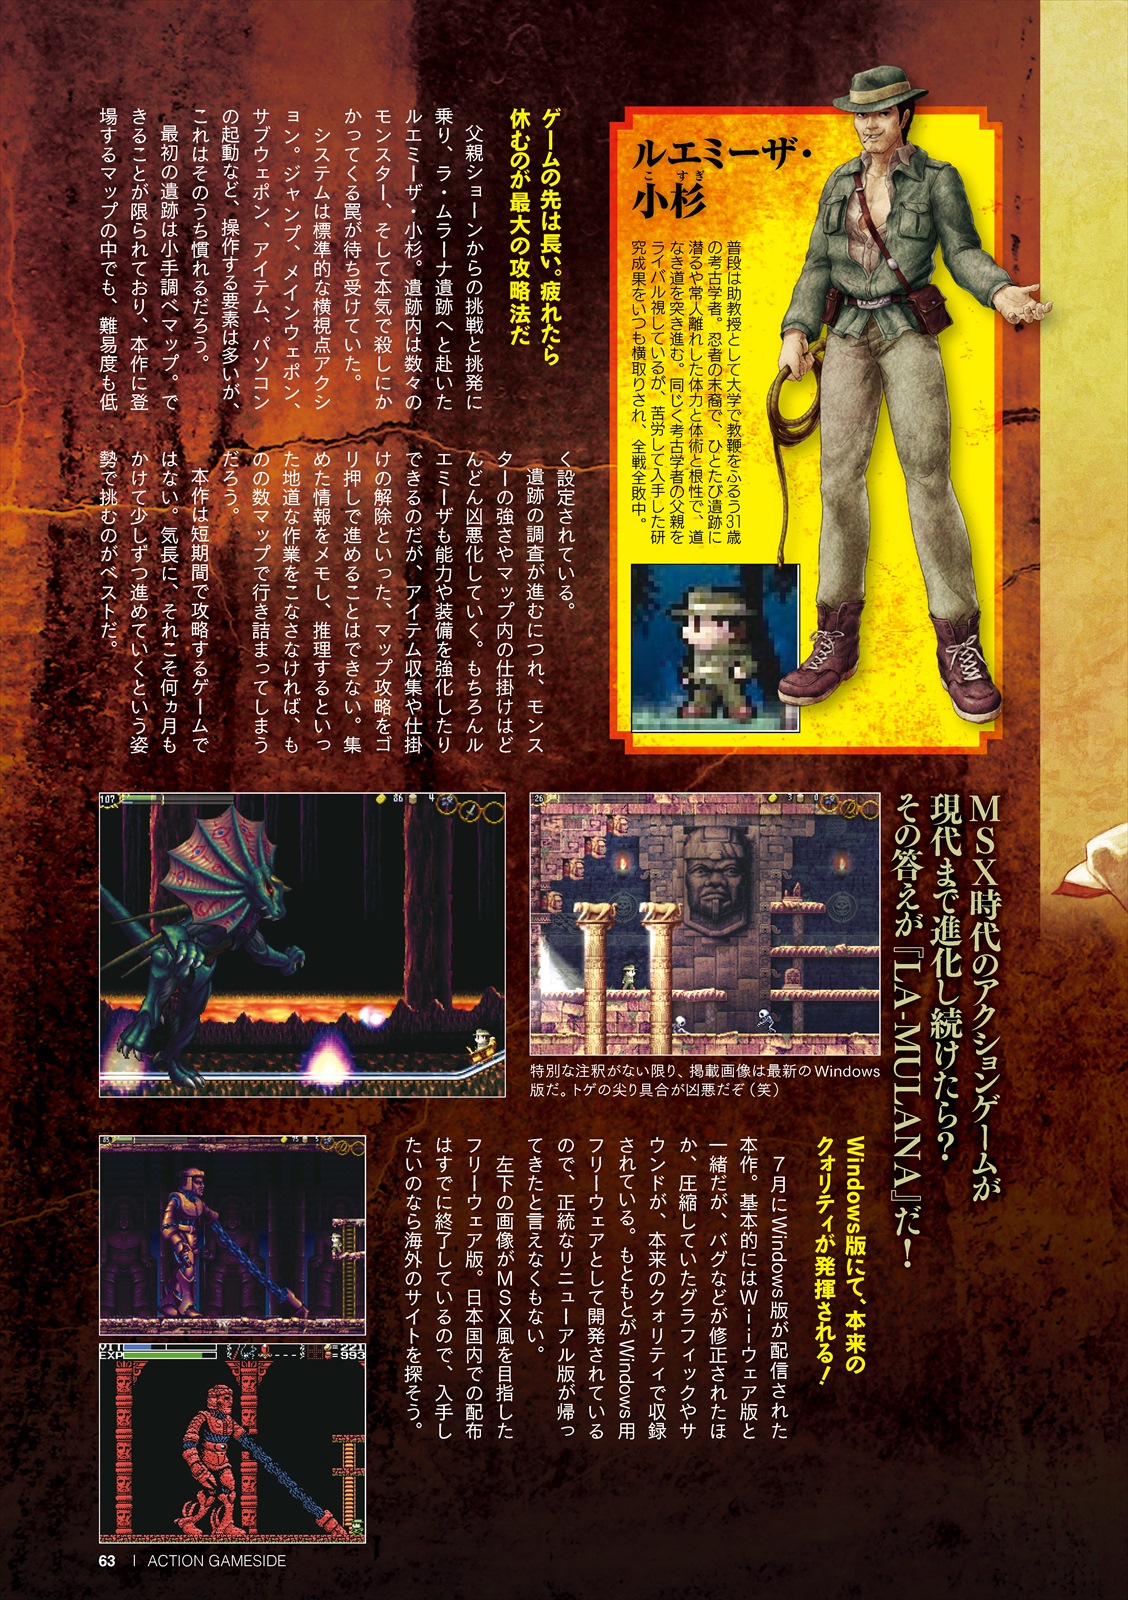 ルエミーザ・
小杉
こすぎ
普段は助教授として大学で教鞭をふるう31歳
の考古学者。忍者の末裔で、ひとたび遺跡に
潜るや常人離れした体力と体術と根性で、道
なき道を突き進む。同じく考古学者の父親を
ライバル視しているが、苦労して入手した研
究成果をいつも横取りされ、全戦全敗中。
ゲームの先は長い。疲れたら
休むのが最大の攻略法だ
父親ショーンからの挑戦と挑発に
乗り、ラ・ムラーナ遺跡へと赴いた
ルエミーザ・小杉。遺跡内は数々の
モンスター、そして本気で殺しにか
かってくる罠が待ち受けていた。
システムは標準的な横視点アクシ
ョン。ジャンプ、メインウェポン、
サブウェポン、アイテム、パソコン
の起動など、操作する要素は多いが、
これはそのうち慣れるだろう。
最初の遺跡は小手調べマップ。で
きることが限られており、本作に登
場するマップの中でも、難易度も低
く設定されている。
遺跡の調査が進むにつれ、モンス
ターの強さやマップ内の仕掛けはど
んどん凶悪化していく。もちろんル
エミーザも能力や装備を強化したり
できるのだが、アイテム収集や仕掛
けの解除といった、マップ攻略をゴ
リ押しで進めることはできない。集
めた情報をメモし、推理するといっ
た地道な作業をこなさなければ、も
のの数マップで行き詰まってしまう
だろう。
本作は短期間で攻略するゲームで
はない。気長に、それこそ何ヵ月も
かけて少しずつ進めていくという姿
勢で挑むのがベストだ。
MSX時代のアクションゲームが
現代まで進化し続けたら?
その答えが『LA-MULANA』だ!
107
86
4
26
3
0
特別な注釈がない限り、掲載画像は最新のWindows
版だ。トゲの尖り具合が凶悪だぞ(笑)
Windows版にて、本来の
クォリティが発揮される!
7月にWindows版が配信された
本作。基本的にはWiiウェア版と
一緒だが、バグなどが修正されたほ
か、圧縮していたグラフィックやサ
ウンドが、本来のクォリティで収録
されている。もともとがWindows用
フリーウェアとして開発されている
ので、正統なリニューアル版が帰っ
てきたと言えなくもない。
左下の画像がMSX風を目指した
フリーウェア版。日本国内での配布
はすでに終了しているので、入手し
たいのなら海外のサイトを探そう。
VIT
EXP
221
993
63 | ACTION GAMESIDE